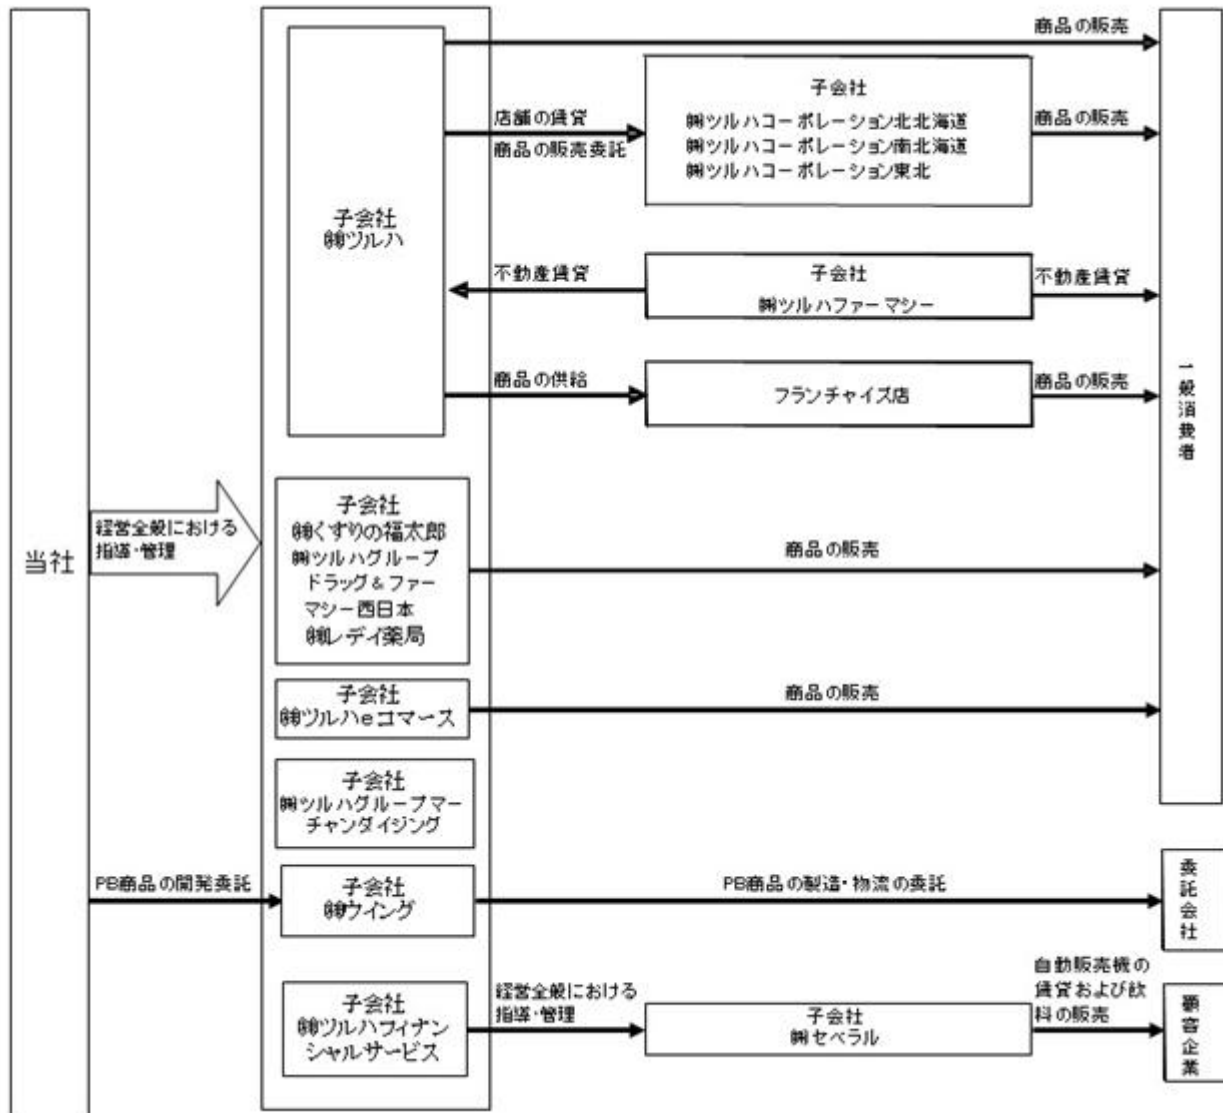 商品の販売
子会社
㈱ツルハコーポレーション北北海道
㈱ツルハコーポレーション南北海道
㈱ツルハコーポレーション東北
店舗の賃貸
商品の販売委託
商品の販売
子会社
㈱ツルハ
不動産賃貸
子会社
㈱ツルハファーマシー
不動産賃貸
商品の供給
フランチャイズ店
商品の販売
一般消費者
当社
経営全般における
指導・管理
子会社
㈱くすりの福太郎
㈱ツルハグループ
ドラッグ&ファー
マシー西日本
㈱レデイ薬局
商品の販売
子会社
㈱ツルハeコマース
商品の販売
子会社
㈱ツルハグループマー
チャンダイジング
PB商品の開発委託
子会社
㈱ウイング
PB商品の製造・物流の委託
委託会社
子会社
㈱ツルハフィナン
シャルサービス
経営全般における
指導・管理
子会社
㈱セベラル
自動販売機の
賃貸および飲
料の販売
顧客企業